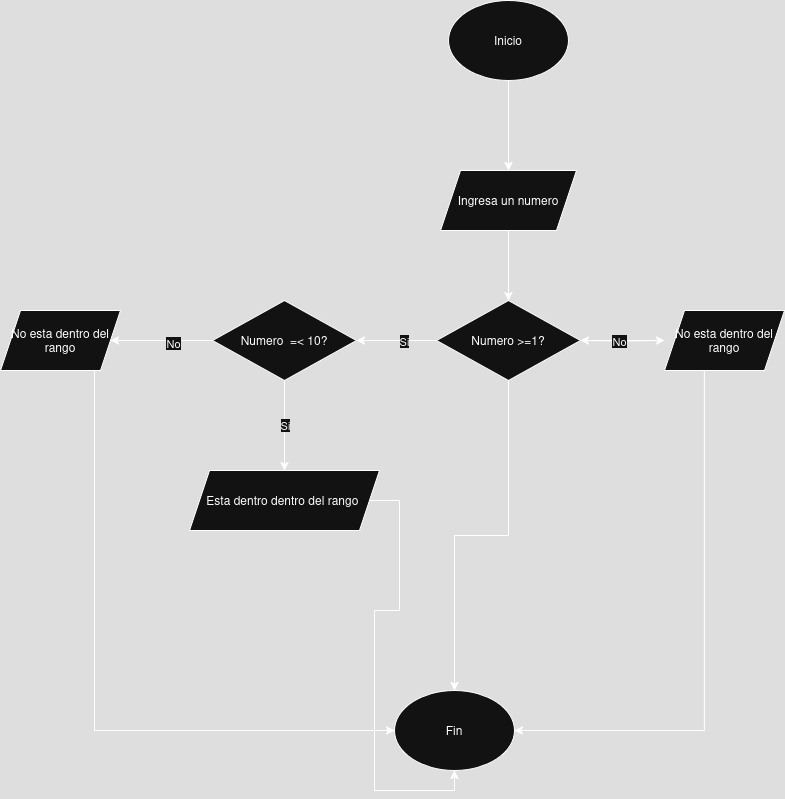 Inicio
Ingresa un numero
No esta dentro del
rango
No
Numero  =< 10?
Si
Numero >=1?
No
No esta dentro del
rango
Si
Esta dentro dentro del rango
Fin